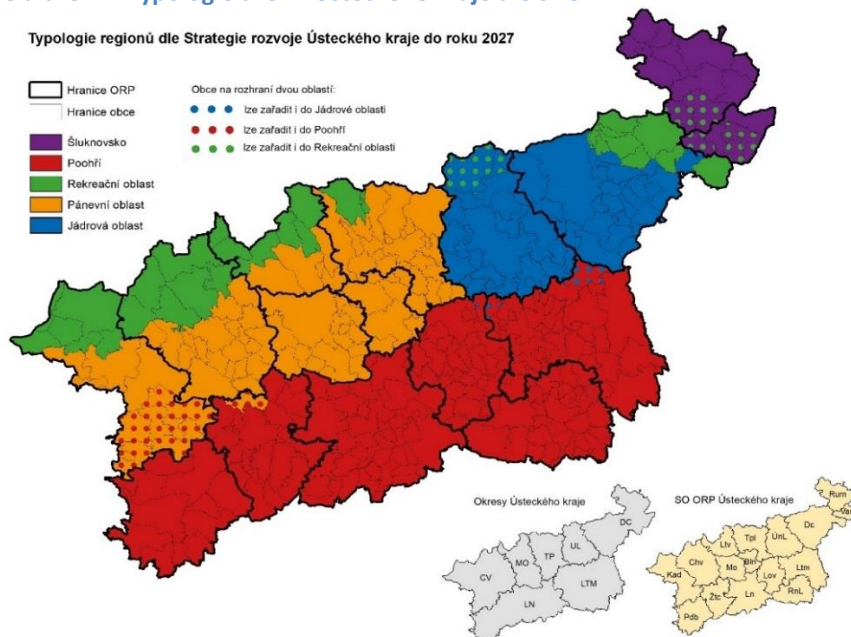 Typologie regionů dle Strategie rozvoje Ústeckého kraje do roku 2027
Hranice ORP
Hranice obce
Šluknovsko
Poohří
Rekreační oblast
Pánevní oblast
Jádrová oblast
Obce na rozhraní dvou oblastí:
lze zařadit i do Jádrové oblasti
lze zařadit i do Poohří
lze zařadit i do Rekreační oblasti
Okresy Ústeckého kraje
DC
UL
TP
MO
CV
LTM
LN
SO ORP Ústeckého kraje
Rum
Var
Dc
ÚnL
Tpl
Ltv
Chv
Mo
Bln
Kad
Lov
Ltm
Žtc
Ln
RnL
Pdb